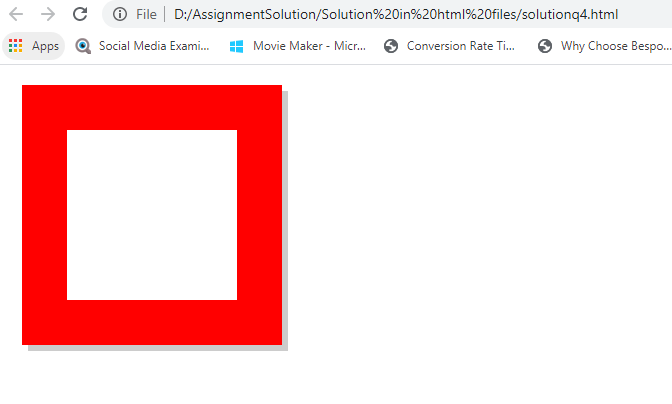 File D:/AssignmentSolution/Solution%20in%20html%20files/solutionq4.html
Apps Social Media Exami... Movie Maker - Micr... Conversion Rate Ti... Why Choose Bespo...